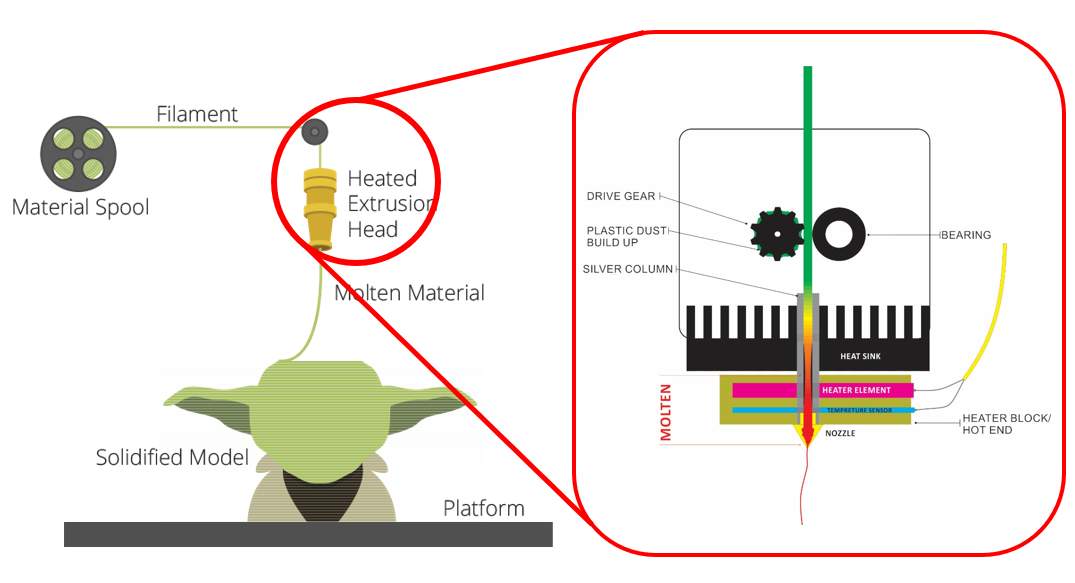 Filament
Material Spool
Heated
Extrusion
Head
Molten Material
Solidified Model
Platform
DRIVE GEAR
PLASTIC DUST
BUILD UP
SILVER COLUMN
BEARING
HEAT SINK
MOLTEN
HEATER ELEMENT
TEMPRETURE SENSOR
NOZZLE
HEATER BLOCK/
HOT END